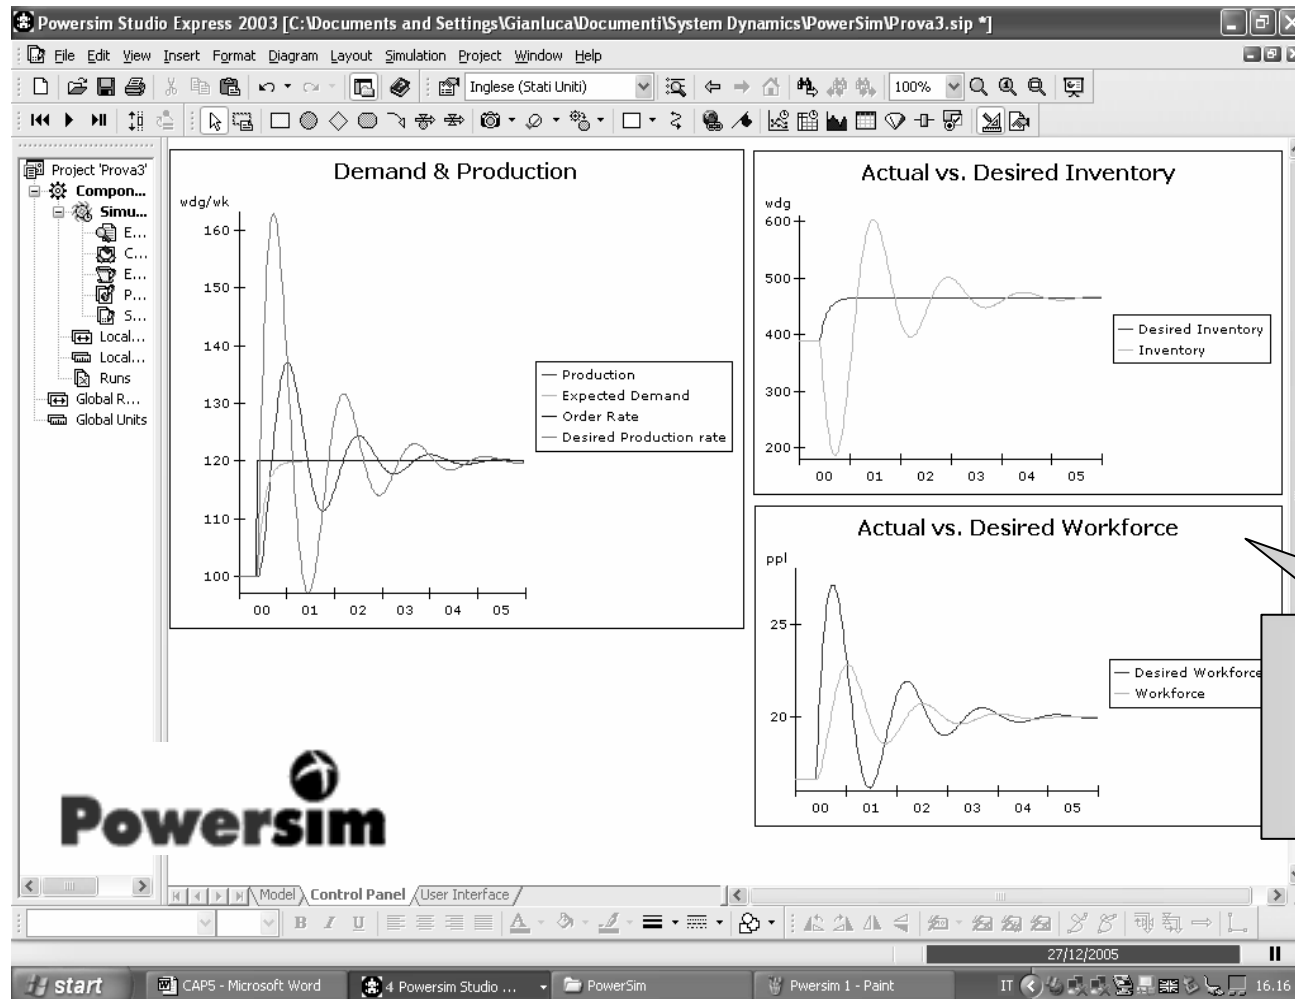 Powersim Studio Express 2003 [C:\Documents and Settings\Gianluca\Documenti\System Dynamics\PowerSim\Prova3.sip *]
File Edit View Insert Format Diagram Layout Simulation Project Window Help
Inglese (Stati Uniti)
100%
Project 'Prova3'
Compon...
Simu...
E...
C...
E...
P...
S...
Local...
Local...
Runs
Global R...
Global Units
Demand & Production
wdg/wk
160
150
140
130
120
110
100
00 01 02 03 04 05
Production
Expected Demand
Order Rate
Desired Production rate
Actual vs. Desired Inventory
wdg
600
500
400
300
200
00 01 02 03 04 05
Desired Inventory
Inventory
Actual vs. Desired Workforce
ppl
25
20
00 01 02 03 04 05
Desired Workforce
Workforce
Powersim
Model Control Panel User Interface
B I U A
27/12/2005
start CAP5 - Microsoft Word 4 Powersim Studio ... PowerSim Pwersim 1 - Paint IT 16.16